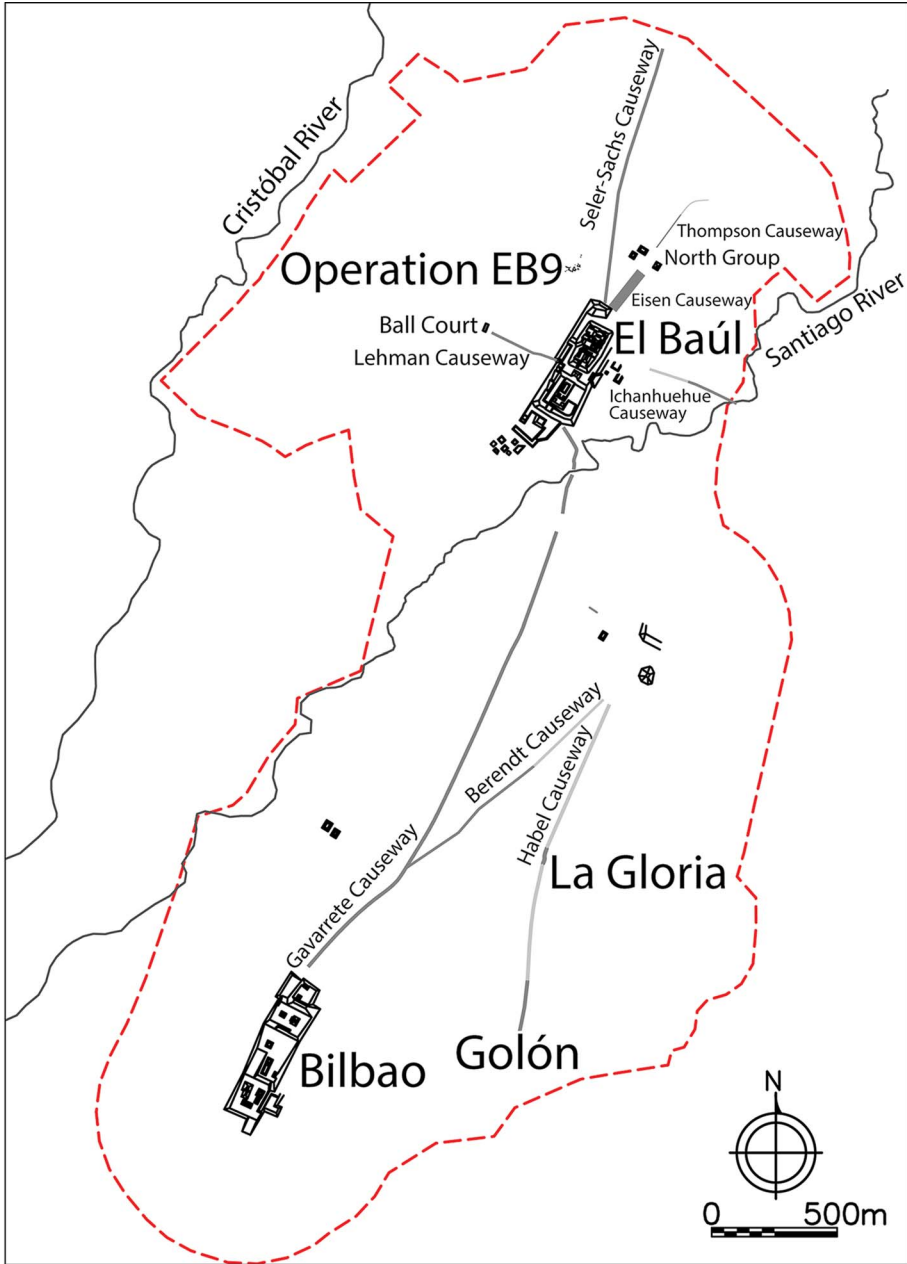 Cristóbal River
Seler-Sachs Causeway
Thompson Causeway
North Group
Operation EB9
Eisen Causeway
Santiago River
Ball Court
El Baúl
Lehman Causeway
Ichanhuehue
Causeway
Berendt Causeway
Habel Causeway
La Gloria
Gavarrete Causeway
Golón
Bilbao
N
0 500m